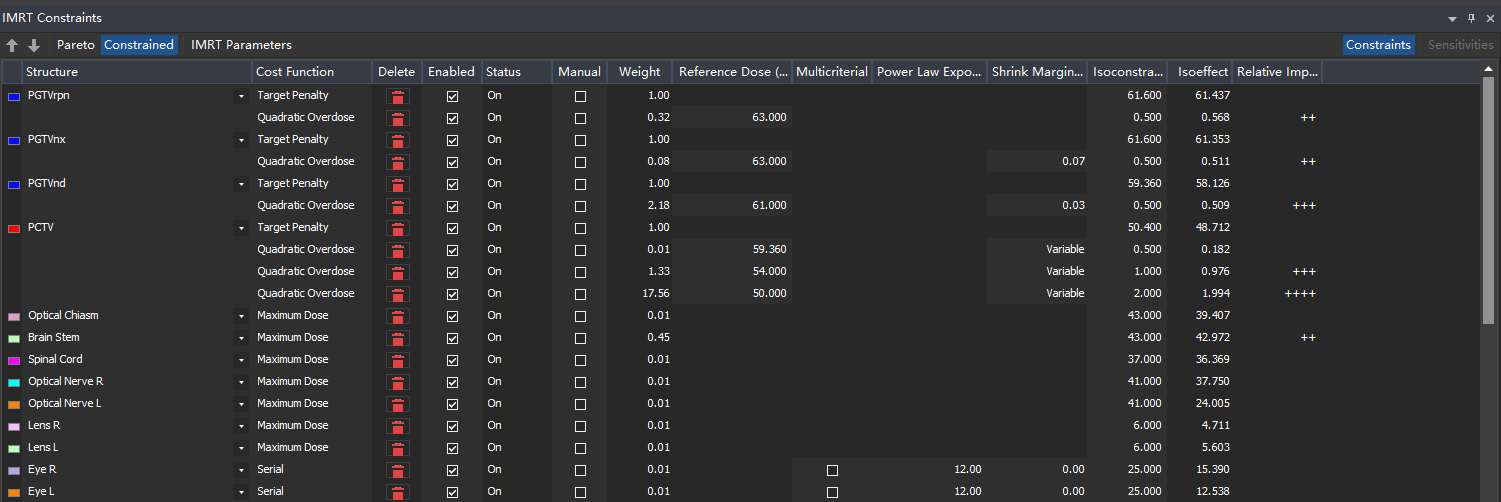 IMRT Constraints
Pareto Constrained IMRT Parameters Constraints Sensitivities
Structure Cost Function Delete Enabled Status Manual Weight Reference Dose (... Multicriterial Power Law Expo... Shrink Margin... Isoconstra... Isoeffect Relative Imp...
PGTVrpn Target Penalty On 1.00 61.600 61.437
Quadratic Overdose On 0.32 63.000 0.500 0.568 ++
PGTVnx Target Penalty On 1.00 61.600 61.353
Quadratic Overdose On 0.08 63.000 0.07 0.500 0.511 ++
PGTVnd Target Penalty On 1.00 59.360 58.126
Quadratic Overdose On 2.18 61.000 0.03 0.500 0.509 +++
PCTV Target Penalty On 1.00 50.400 48.712
Quadratic Overdose On 0.01 59.360 Variable 0.500 0.182
Quadratic Overdose On 1.33 54.000 Variable 1.000 0.976 +++
Quadratic Overdose On 17.56 50.000 Variable 2.000 1.994 ++++
Optical Chiasm Maximum Dose On 0.01 43.000 39.407
Brain Stem Maximum Dose On 0.45 43.000 42.972 ++
Spinal Cord Maximum Dose On 0.01 37.000 36.369
Optical Nerve R Maximum Dose On 0.01 41.000 37.750
Optical Nerve L Maximum Dose On 0.01 41.000 24.005
Lens R Maximum Dose On 0.01 6.000 4.711
Lens L Maximum Dose On 0.01 6.000 5.603
Eye R Serial On 0.01 12.00 0.00 25.000 15.390
Eye L Serial On 0.01 12.00 0.00 25.000 12.538